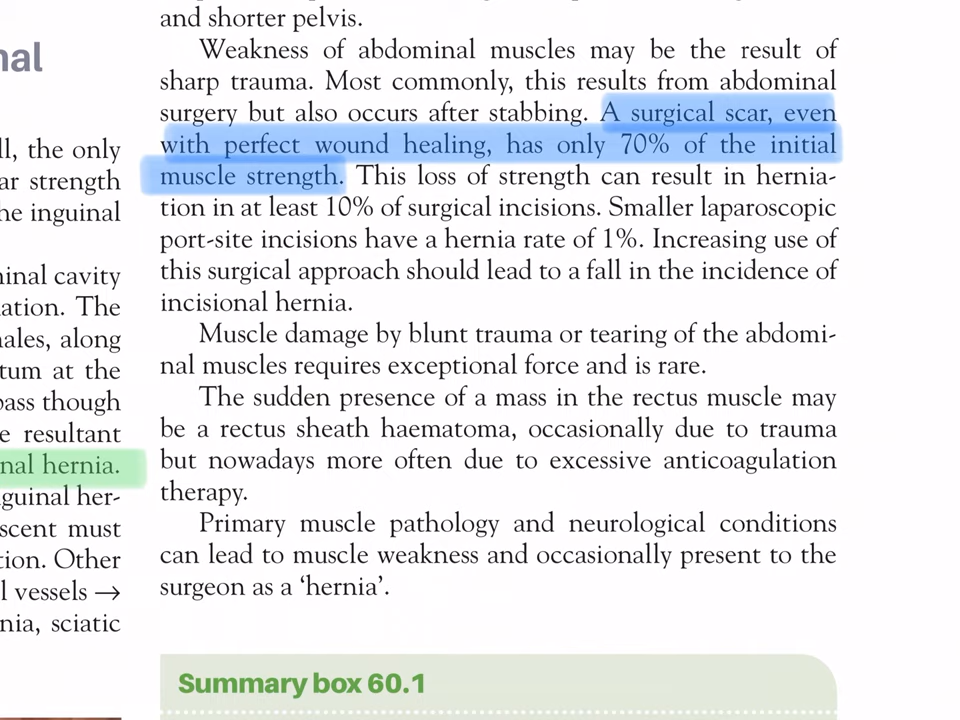 nal
ll, the only
ar strength
he inguinal
ninal cavity
ation. The
nales, along
tum at the
pass though
e resultant
nal hernia.
guinal her-
scent must
tion. Other
l vessels →
nia, sciatic
and shorter pelvis.
Weakness of abdominal muscles may be the result of
sharp trauma. Most commonly, this results from abdominal
surgery but also occurs after stabbing. A surgical scar, even
with perfect wound healing, has only 70% of the initial
muscle strength. This loss of strength can result in hernia-
tion in at least 10% of surgical incisions. Smaller laparoscopic
port-site incisions have a hernia rate of 1%. Increasing use of
this surgical approach should lead to a fall in the incidence of
incisional hernia.
Muscle damage by blunt trauma or tearing of the abdomi-
nal muscles requires exceptional force and is rare.
The sudden presence of a mass in the rectus muscle may
be a rectus sheath haematoma, occasionally due to trauma
but nowadays more often due to excessive anticoagulation
therapy.
Primary muscle pathology and neurological conditions
can lead to muscle weakness and occasionally present to the
surgeon as a ‘hernia’.
Summary box 60.1